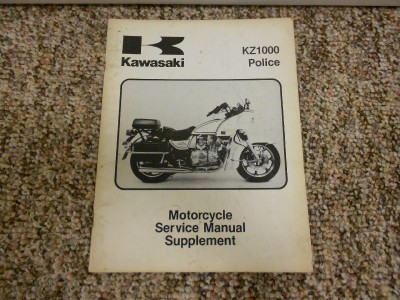 Kawasaki
KZ1000
Police
Motorcycle
Service Manual
Supplement